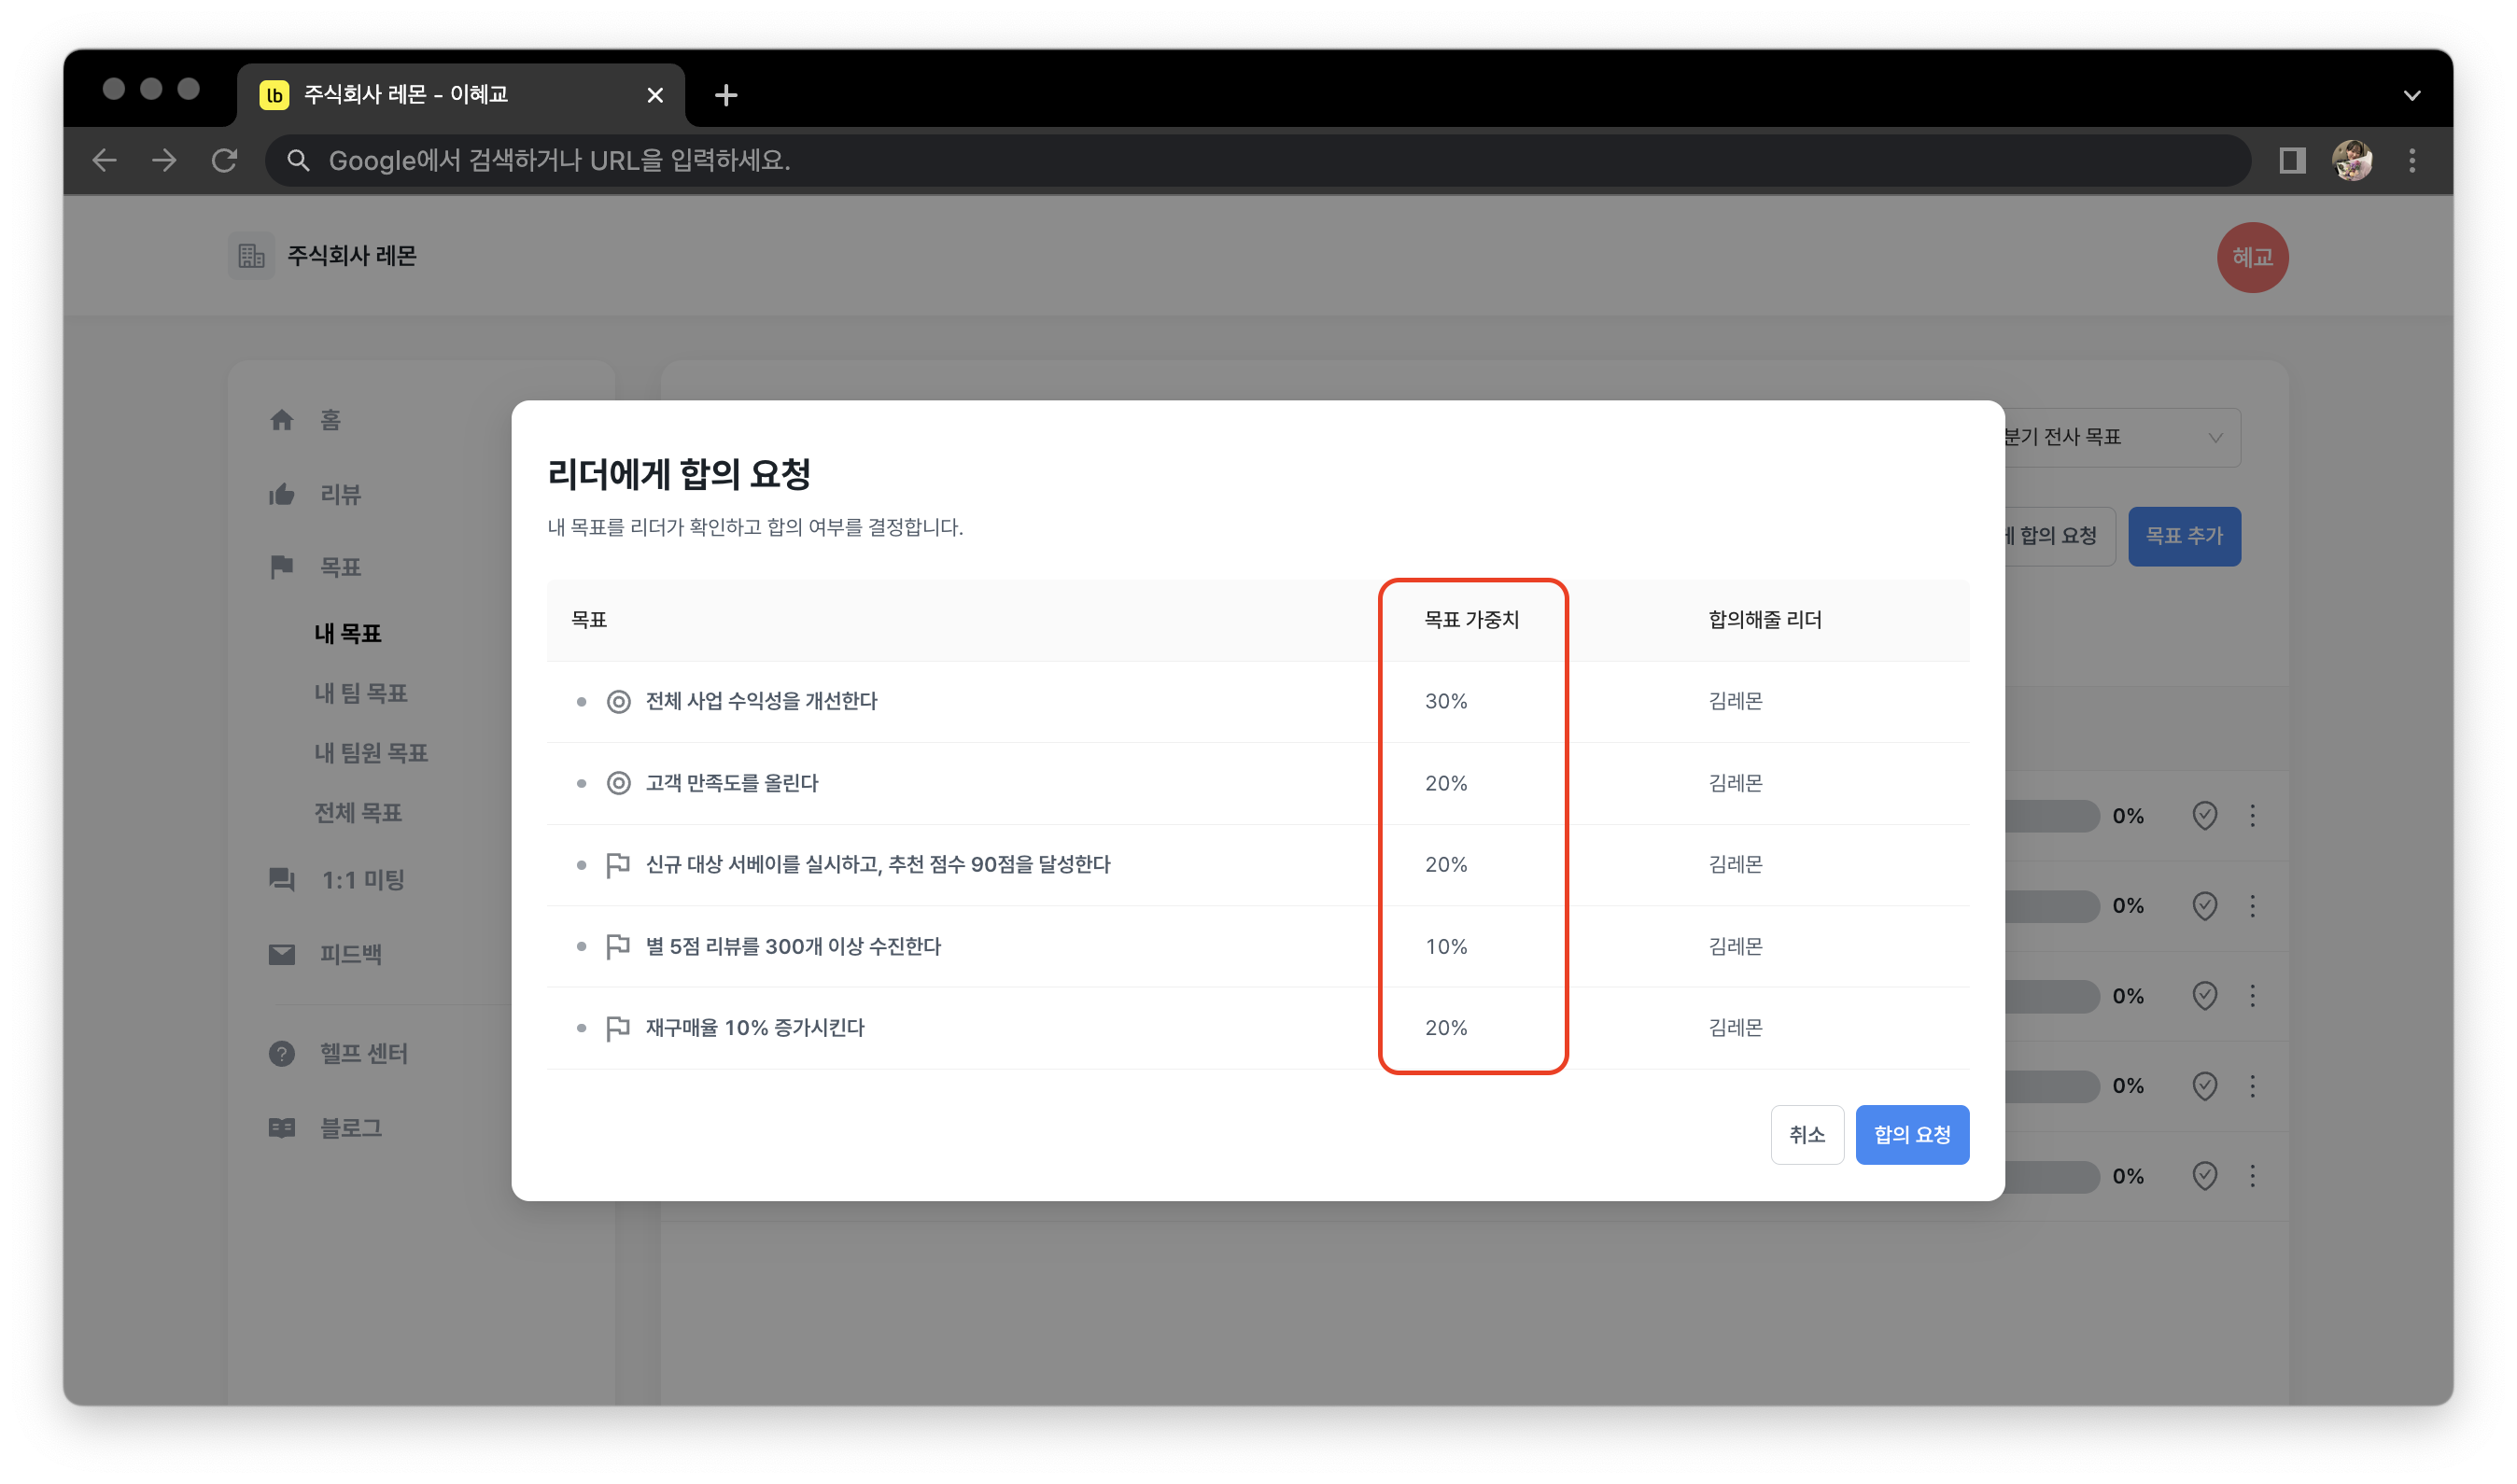 lb 주식회사 레몬 - 이혜교
Google에서 검색하거나 URL을 입력하세요.
주식회사 레몬
혜교
홈
리뷰
목표
내 목표
내 팀 목표
내 팀원 목표
전체 목표
1:1 미팅
피드백
헬프 센터
블로그
분기 전사 목표
합의 요청
목표 추가
리더에게 합의 요청
내 목표를 리더가 확인하고 합의 여부를 결정합니다.
목표 목표 가중치 합의해줄 리더
전체 사업 수익성을 개선한다 30% 김레몬
고객 만족도를 올린다 20% 김레몬
신규 대상 서베이를 실시하고, 추천 점수 90점을 달성한다 20% 김레몬
별 5점 리뷰를 300개 이상 수진한다 10% 김레몬
재구매율 10% 증가시킨다 20% 김레몬
취소 합의 요청
0%
0%
0%
0%
0%